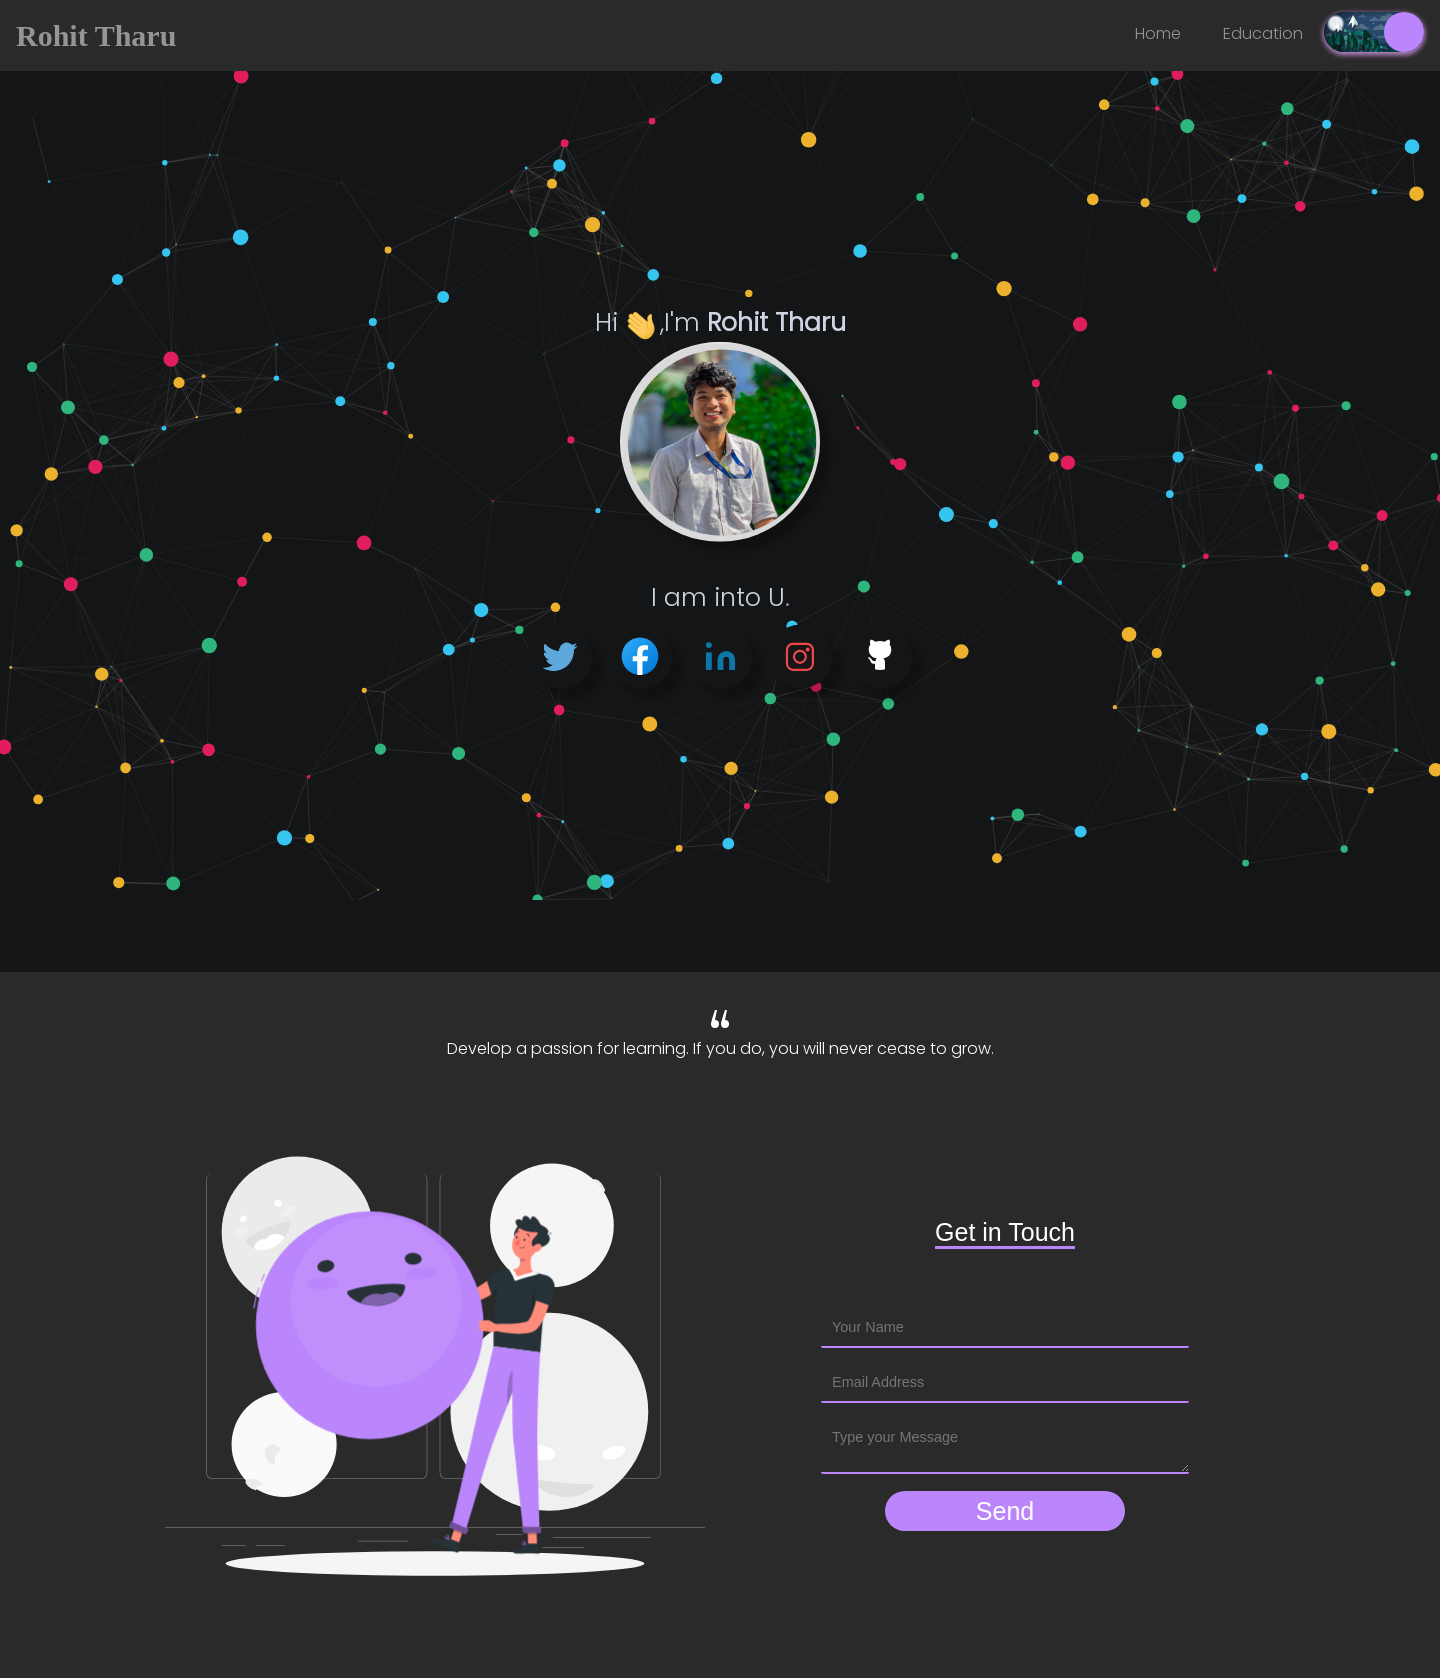 Rohit Tharu
Home
Education
Hi 👋,I'm Rohit Tharu
I am into U.
in
“
Develop a passion for learning. If you do, you will never cease to grow.
Get in Touch
Your Name
Email Address
Type your Message
Send